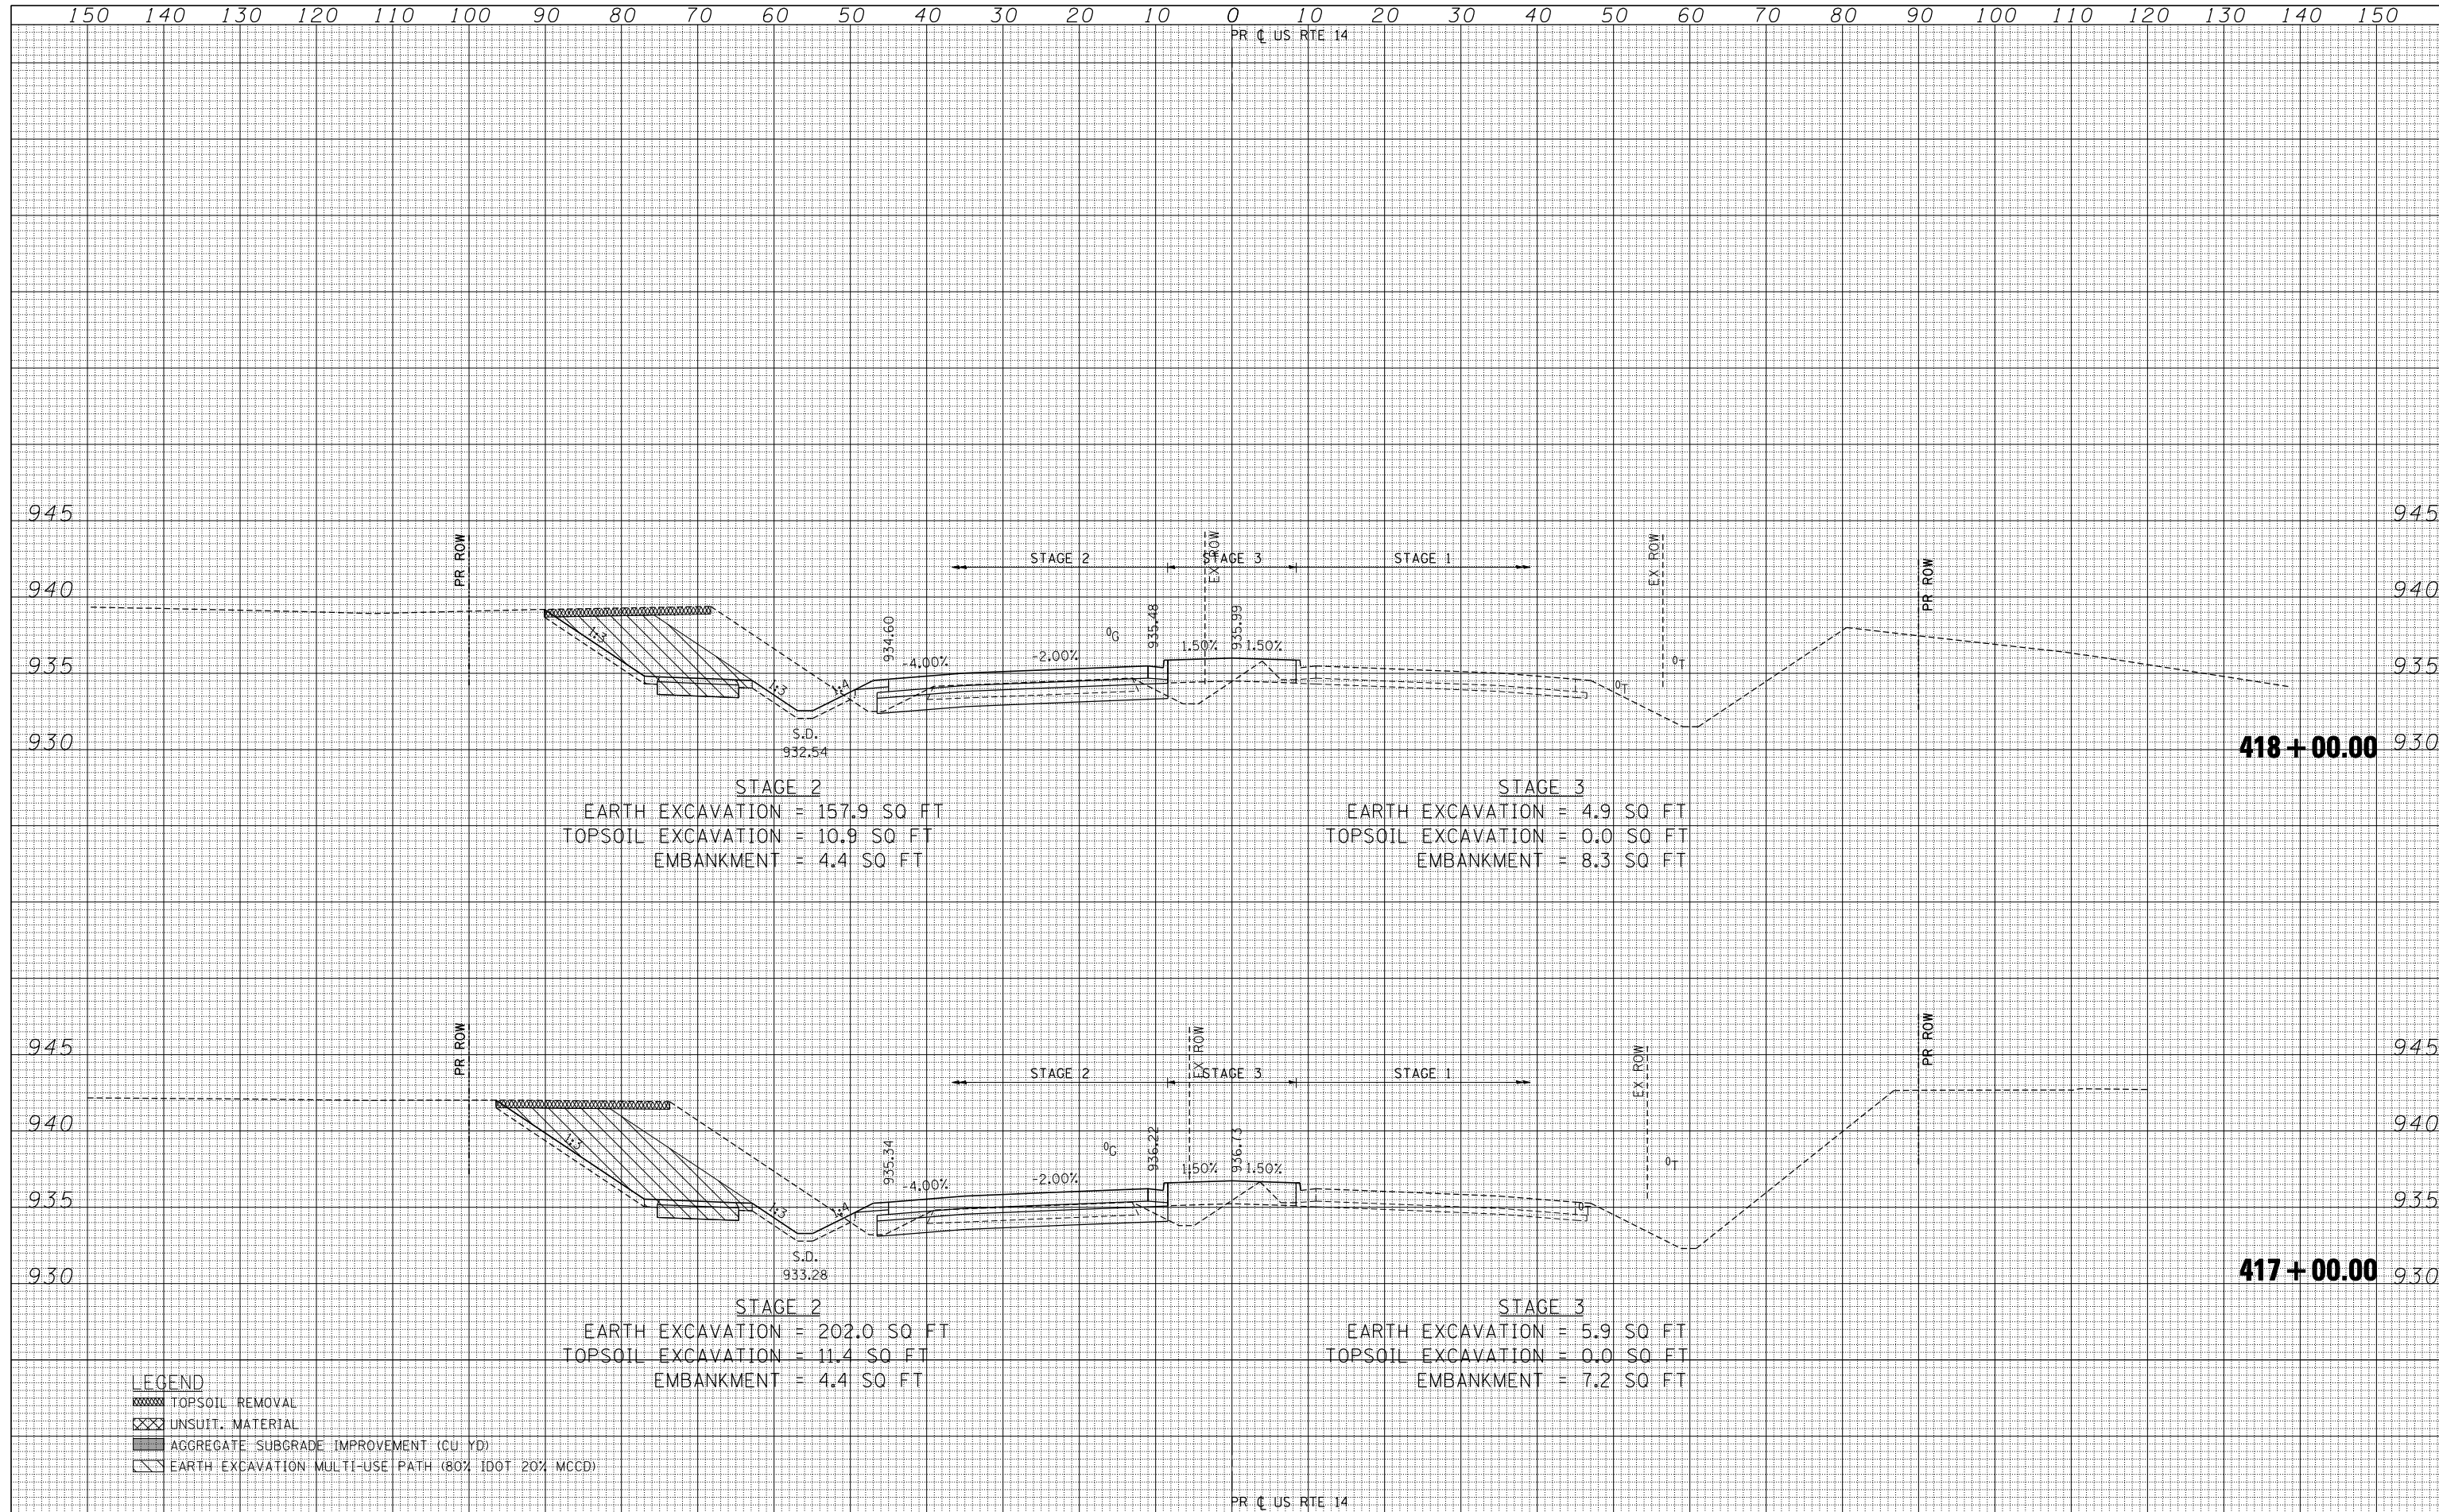 150 140 130 120 110 100 90 80 70 60 50 40 30 20 10 0 10 20 30 40 50 60 70 80 90 100 110 120 130 140 150
PR ℄ US RTE 14
945 945
PR ROW
EX ROW
EX ROW
PR ROW
STAGE 2 STAGE 3 STAGE 1
940
934.60
935.48
935.99
0G
-4.00% -2.00% 1.50% 1.50%
0T
0T
1:3
935 935
1:3 1:4
S.D.
932.54
930 418+00.00 930
STAGE 2
EARTH EXCAVATION = 157.9 SQ FT
TOPSOIL EXCAVATION = 10.9 SQ FT
EMBANKMENT = 4.4 SQ FT
STAGE 3
EARTH EXCAVATION = 4.9 SQ FT
TOPSOIL EXCAVATION = 0.0 SQ FT
EMBANKMENT = 8.3 SQ FT
940
945 945
PR ROW
EX ROW
EX ROW
PR ROW
STAGE 2 STAGE 3 STAGE 1
940 940
935.34
936.22
936.73
0G
-4.00% -2.00% 1.50% 1.50%
0T
0T
1:3
935 935
1:3 1:4
S.D.
933.28
930 417+00.00 930
STAGE 2
EARTH EXCAVATION = 202.0 SQ FT
TOPSOIL EXCAVATION = 11.4 SQ FT
EMBANKMENT = 4.4 SQ FT
STAGE 3
EARTH EXCAVATION = 5.9 SQ FT
TOPSOIL EXCAVATION = 0.0 SQ FT
EMBANKMENT = 7.2 SQ FT
LEGEND
TOPSOIL REMOVAL
UNSUIT. MATERIAL
AGGREGATE SUBGRADE IMPROVEMENT (CU YD)
EARTH EXCAVATION MULTI-USE PATH (80% IDOT 20% MCCD)
PR ℄ US RTE 14